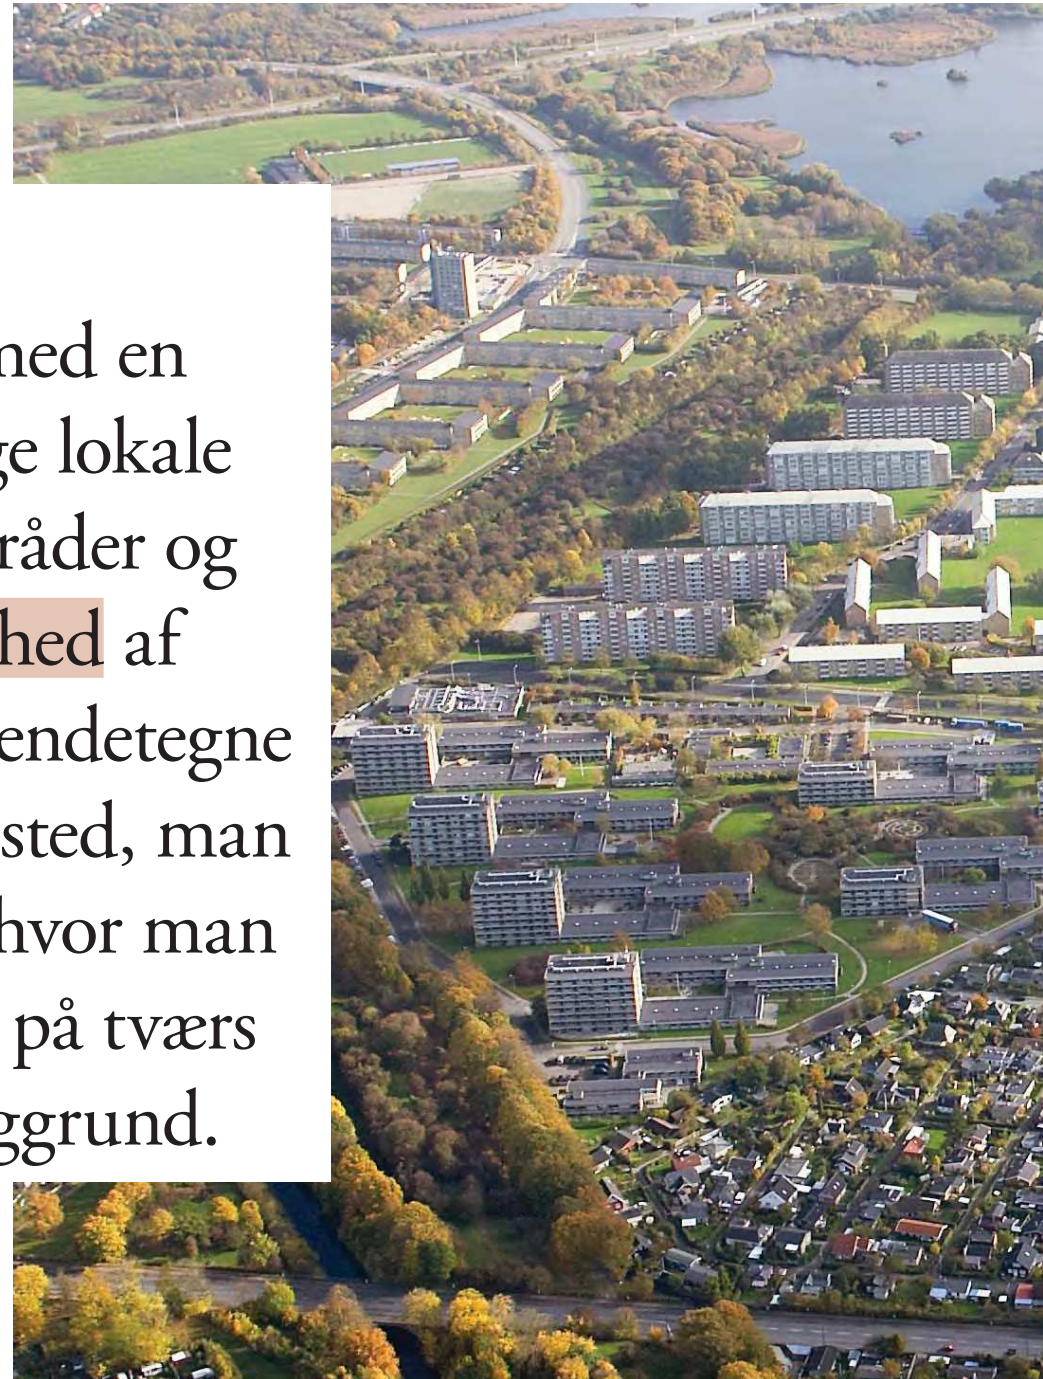 med en
ge lokale
råder og
hed af
endetegne
sted, man
hvor man
på tværs
ggrund.